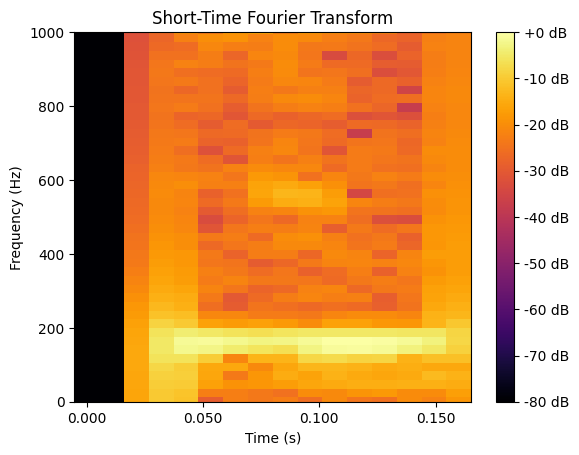 Short-Time Fourier Transform
1000
800
600
400
200
0
Frequency (Hz)
0.000
0.050
0.100
0.150
Time (s)
+0 dB
-10 dB
-20 dB
-30 dB
-40 dB
-50 dB
-60 dB
-70 dB
-80 dB